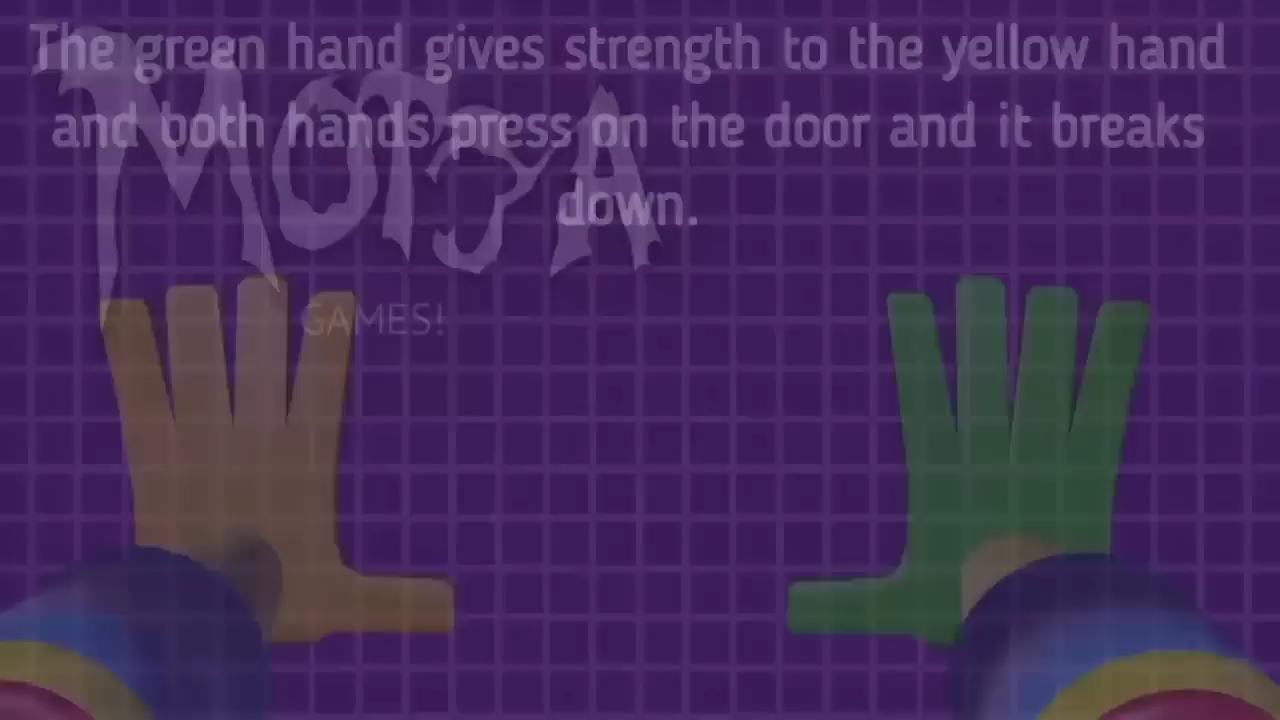 The green hand gives strength to the yellow hand
and both hands press on the door and it breaks
down.
GAMES!